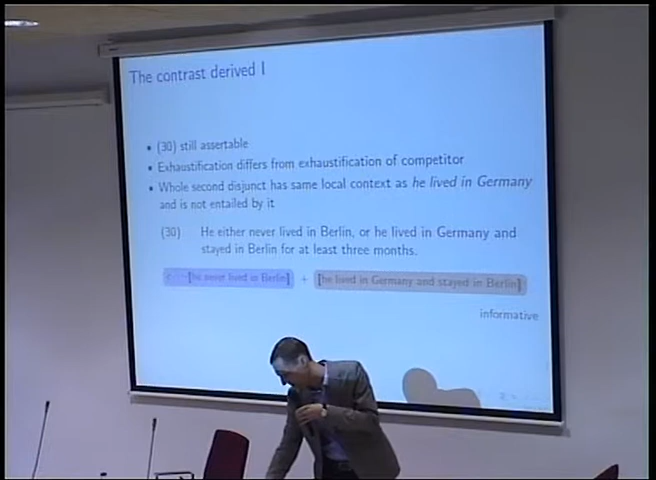 The contrast derived I
• (30) still assertable
• Exhaustification differs from exhaustification of competitor
• Whole second disjunct has same local context as he lived in Germany
and is not entailed by it
(30) He either never lived in Berlin, or he lived in Germany and
stayed in Berlin for at least three months.
[he never lived in Berlin] + [he lived in Germany and stayed in Berlin]
informative